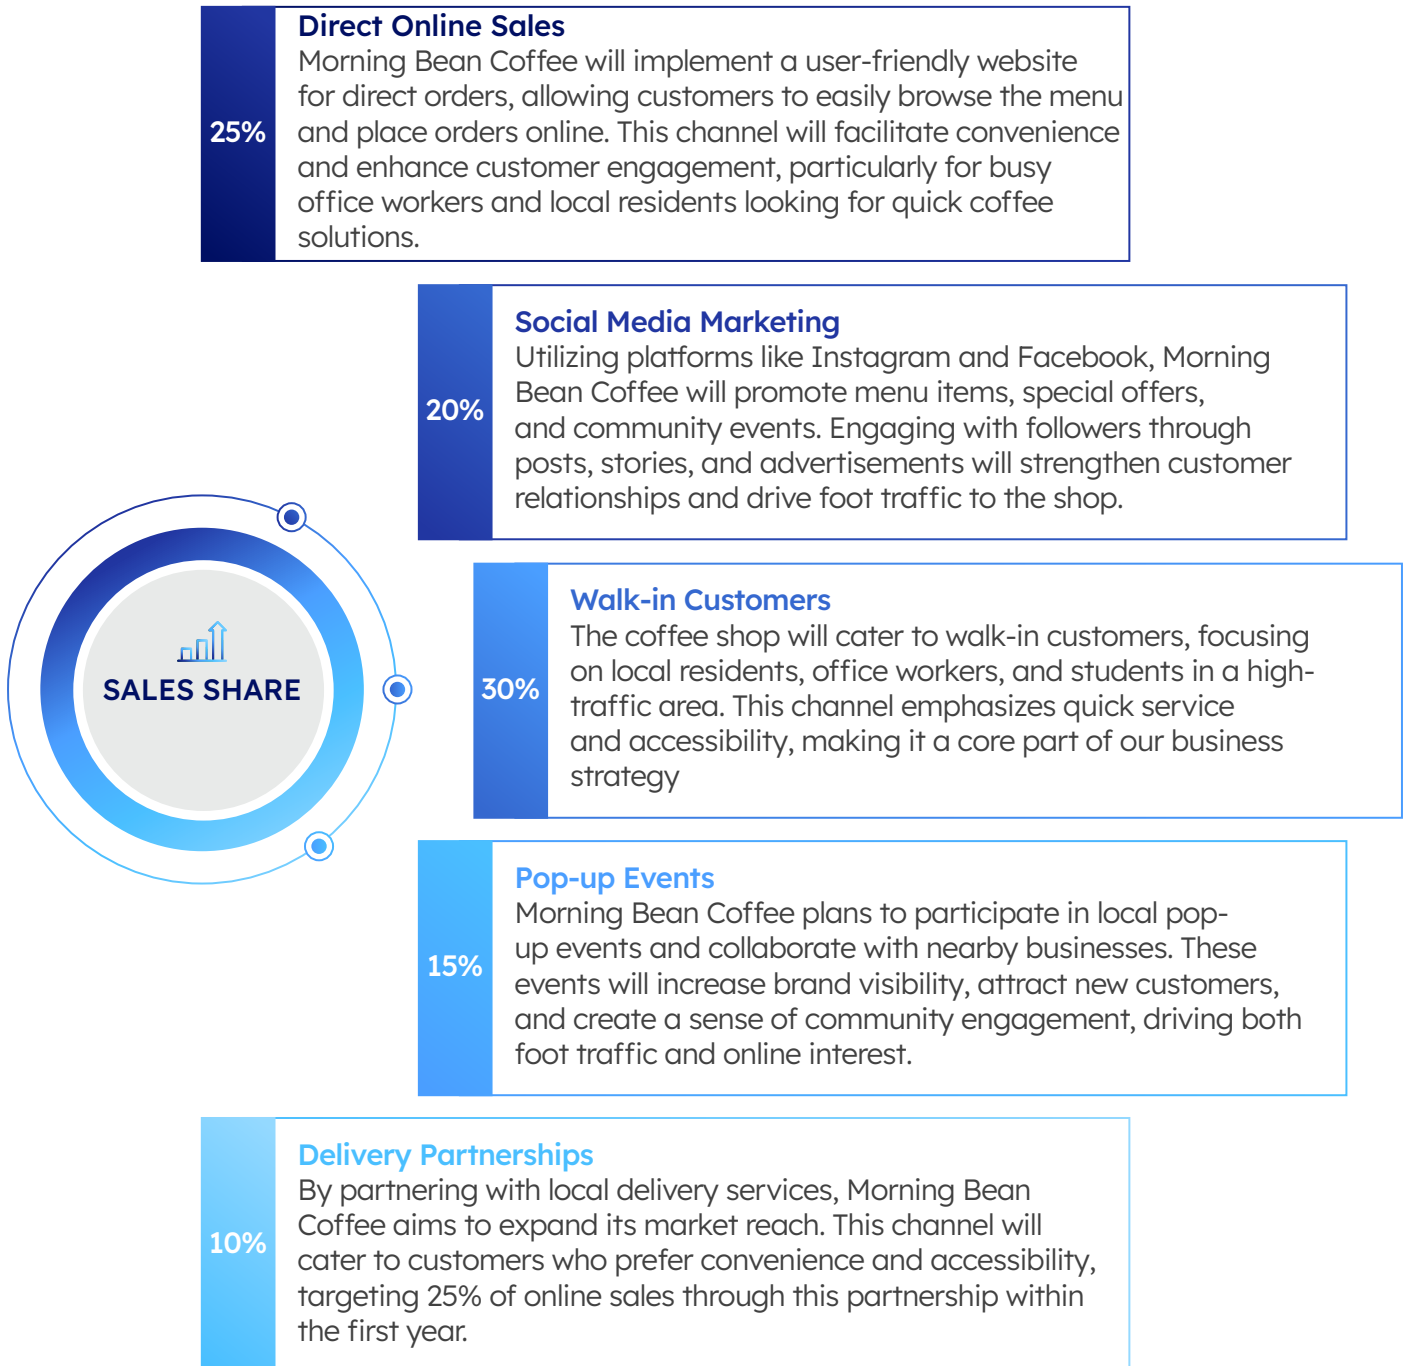 Direct Online Sales
Morning Bean Coffee will implement a user-friendly website
for direct orders, allowing customers to easily browse the menu
25%
and place orders online. This channel will facilitate convenience
and enhance customer engagement, particularly for busy
office workers and local residents looking for quick coffee
solutions.
Social Media Marketing
Utilizing platforms like Instagram and Facebook, Morning
Bean Coffee will promote menu items, special offers,
20%
and community events. Engaging with followers through
posts, stories, and advertisements will strengthen customer
relationships and drive foot traffic to the shop.
SALES SHARE
Walk-in Customers
The coffee shop will cater to walk-in customers, focusing
on local residents, office workers, and students in a high-
30%
traffic area. This channel emphasizes quick service
and accessibility, making it a core part of our business
strategy
Pop-up Events
Morning Bean Coffee plans to participate in local pop-
up events and collaborate with nearby businesses. These
15%
events will increase brand visibility, attract new customers,
and create a sense of community engagement, driving both
foot traffic and online interest.
Delivery Partnerships
By partnering with local delivery services, Morning Bean
Coffee aims to expand its market reach. This channel will
10%
cater to customers who prefer convenience and accessibility,
targeting 25% of online sales through this partnership within
the first year.